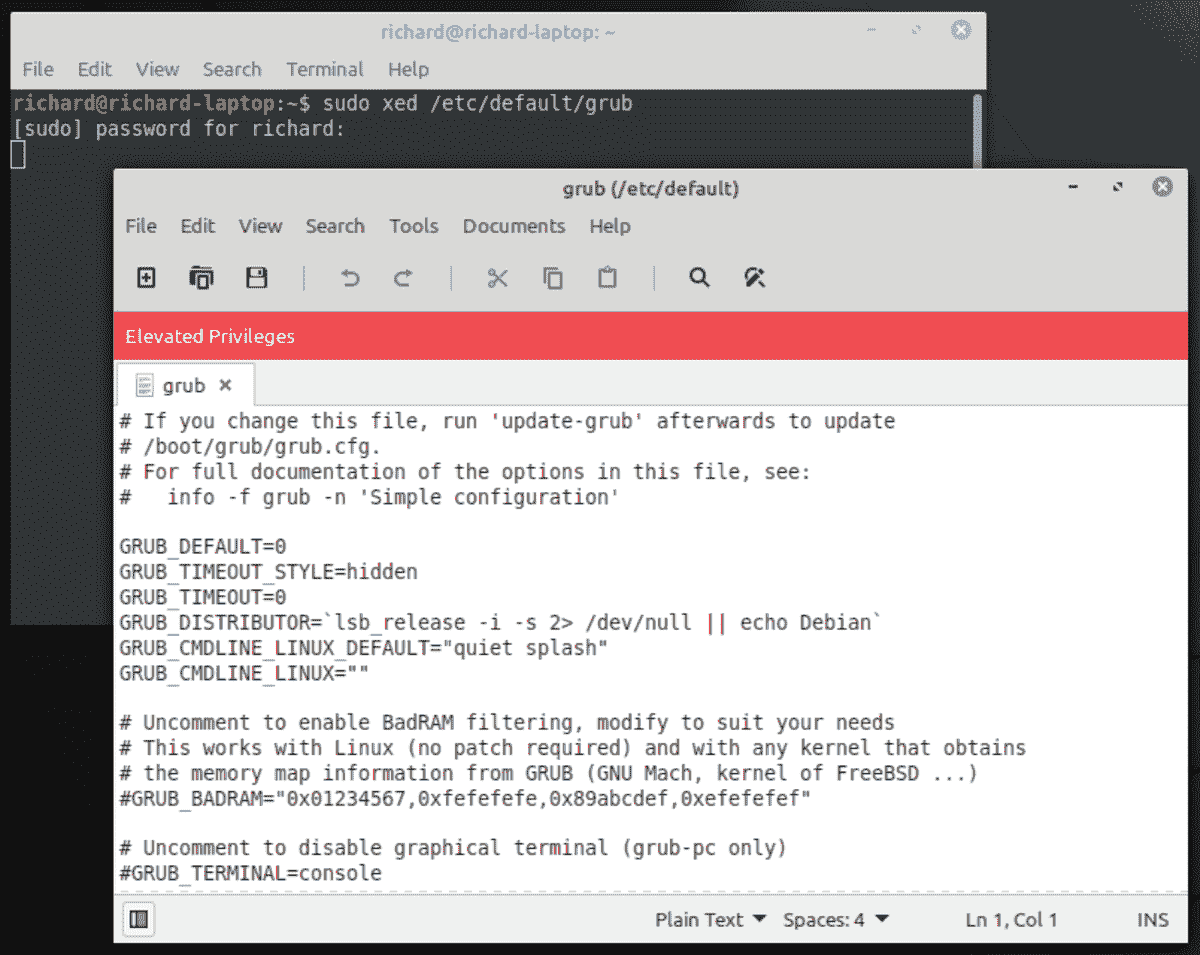 richard@richard-laptop: ~
File Edit View Search Terminal Help
richard@richard-laptop:~$ sudo xed /etc/default/grub
[sudo] password for richard:
grub (/etc/default)
File Edit View Search Tools Documents Help
Elevated Privileges
grub
# If you change this file, run 'update-grub' afterwards to update
# /boot/grub/grub.cfg.
# For full documentation of the options in this file, see:
#   info -f grub -n 'Simple configuration'
GRUB_DEFAULT=0
GRUB_TIMEOUT_STYLE=hidden
GRUB_TIMEOUT=0
GRUB_DISTRIBUTOR=`lsb_release -i -s 2> /dev/null || echo Debian`
GRUB_CMDLINE_LINUX_DEFAULT="quiet splash"
GRUB_CMDLINE_LINUX=""
# Uncomment to enable BadRAM filtering, modify to suit your needs
# This works with Linux (no patch required) and with any kernel that obtains
# the memory map information from GRUB (GNU Mach, kernel of FreeBSD ...)
#GRUB_BADRAM="0x01234567,0xfefefefe,0x89abcdef,0xefefefef"
# Uncomment to disable graphical terminal (grub-pc only)
#GRUB_TERMINAL=console
Plain Text Spaces: 4 Ln 1, Col 1 INS